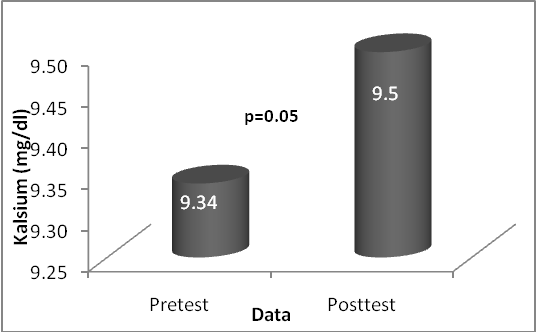 Kalsium (mg/dl)
9.50
9.45
9.40
9.35
9.30
9.25
9.34
p=0.05
9.5
Pretest
Posttest
Data